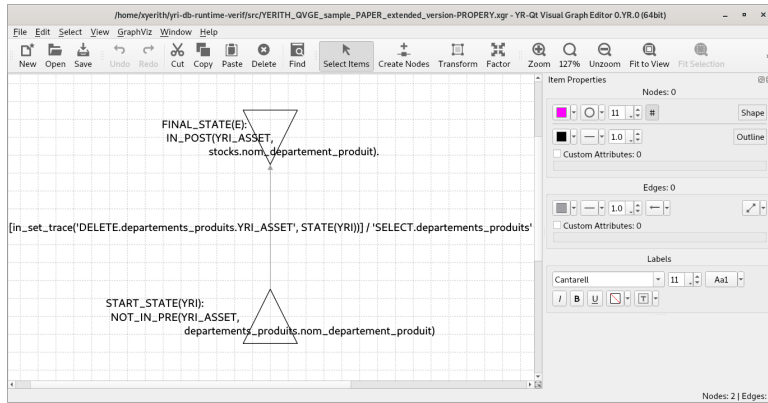 /home/xyerith/yri-db-runtime-verif/src/YERITH_QVGE_sample_PAPER_extended_version-PROPERY.xgr - YR-Qt Visual Graph Editor 0.YR.0 (64bit)
File Edit Select View GraphViz Window Help
New Open Save Undo Redo Cut Copy Paste Delete Find Select Items Create Nodes Transform Factor Zoom 127% Unzoom Fit to View Fit Selection
Item Properties
Nodes: 0
11 # Shape
1.0 Outline
Custom Attributes: 0
Edges: 0
1.0
Custom Attributes: 0
Labels
Cantarell 11 Aa1
I B U T
FINAL_STATE(E):
IN_POST(YRI_ASSET,
stocks.nom_departement_produit).
[in_set_trace('DELETE.departements_produits.YRI_ASSET', STATE(YRI))] / 'SELECT.departements_produits'
START_STATE(YRI):
NOT_IN_PRE(YRI_ASSET,
departements_produits.nom_departement_produit)
Nodes: 2 | Edges: